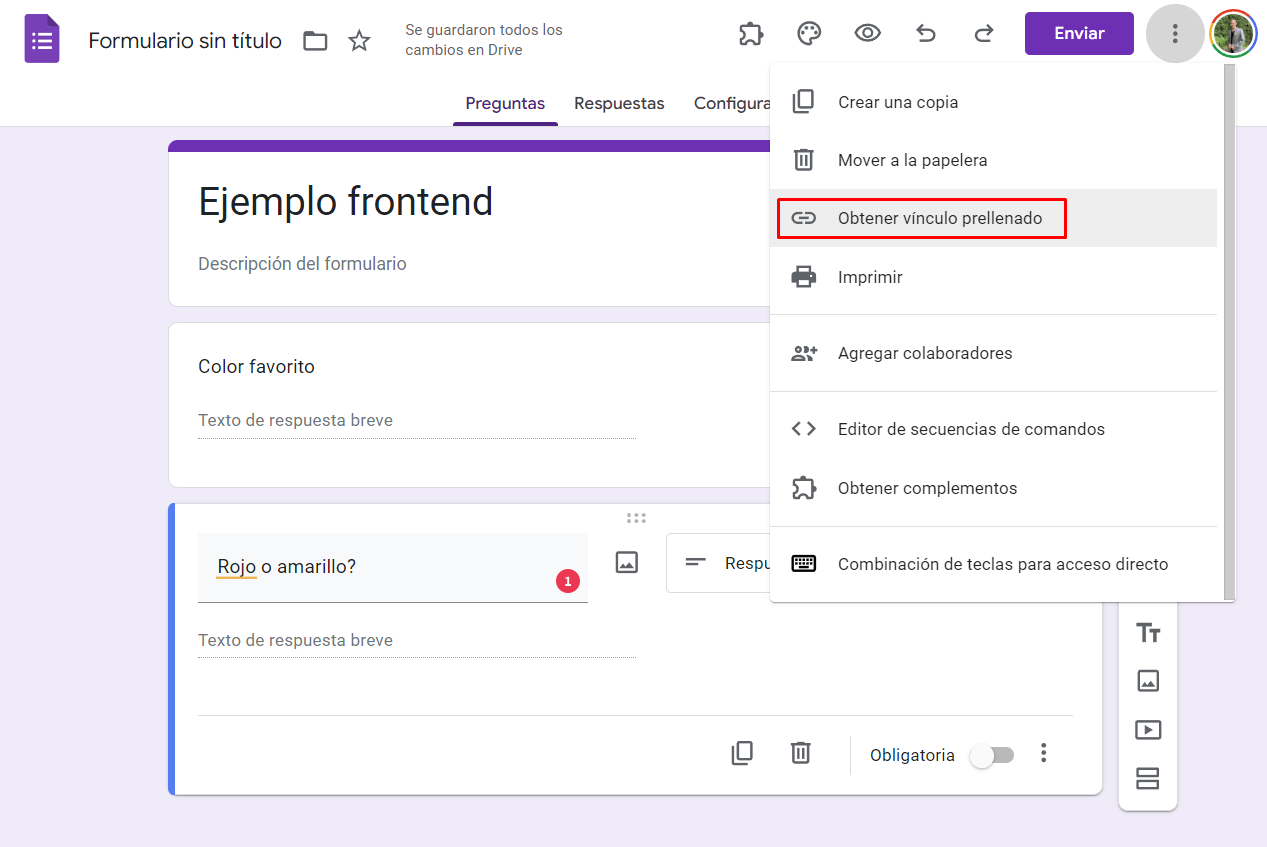 Formulario sin título
Se guardaron todos los
cambios en Drive
Enviar
Preguntas
Respuestas
Configura
Crear una copia
Mover a la papelera
Obtener vínculo prellenado
Imprimir
Agregar colaboradores
Editor de secuencias de comandos
Obtener complementos
Combinación de teclas para acceso directo
Ejemplo frontend
Descripción del formulario
Color favorito
Texto de respuesta breve
Rojo o amarillo?
1
Respu
Texto de respuesta breve
Obligatoria
Tт